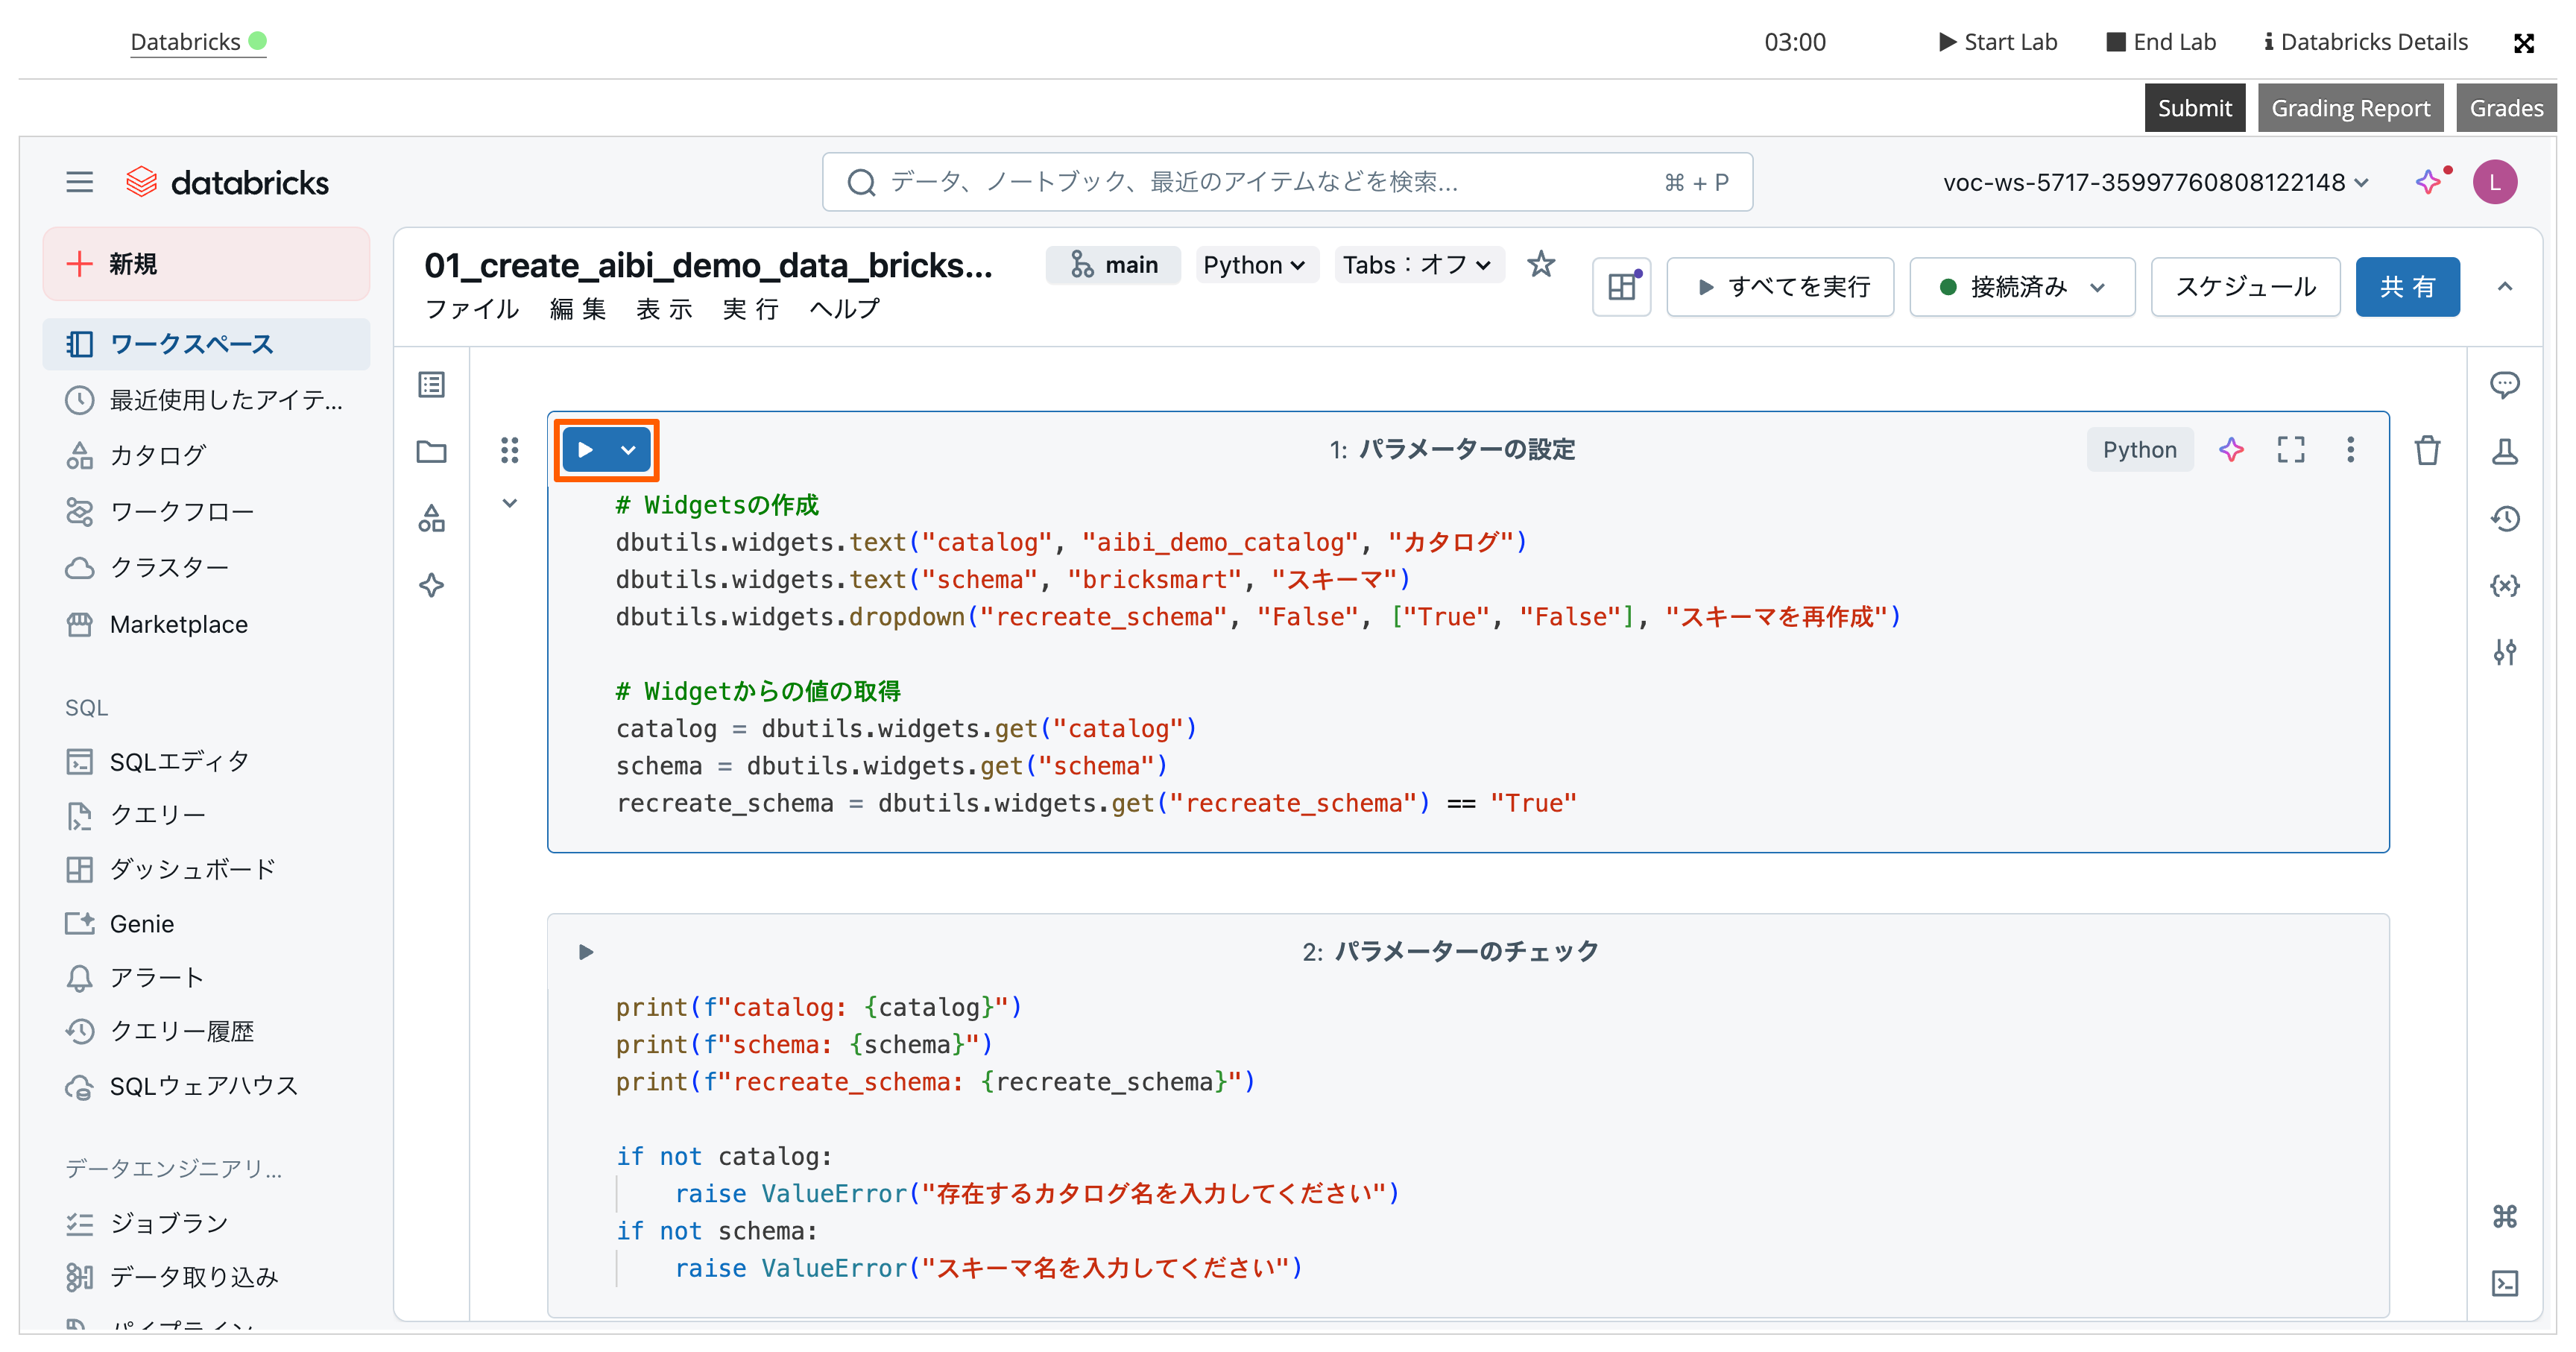 Databricks
03:00
Start Lab
End Lab
Databricks Details
Submit
Grading Report
Grades
databricks
データ、ノートブック、最近のアイテムなどを検索...
⌘ + P
voc-ws-5717-35997760808122148
L
新規
ワークスペース
最近使用したアイテ...
カタログ
ワークフロー
クラスター
Marketplace
SQL
SQLエディタ
クエリー
ダッシュボード
Genie
アラート
クエリー履歴
SQLウェアハウス
データエンジニアリ...
ジョブラン
データ取り込み
パイプライン
01_create_aibi_demo_data_bricks...
main
Python
Tabs：オフ
ファイル 編集 表示 実行 ヘルプ
すべてを実行
接続済み
スケジュール
共有
1: パラメーターの設定
Python
# Widgetsの作成
dbutils.widgets.text("catalog", "aibi_demo_catalog", "カタログ")
dbutils.widgets.text("schema", "bricksmart", "スキーマ")
dbutils.widgets.dropdown("recreate_schema", "False", ["True", "False"], "スキーマを再作成")
# Widgetからの値の取得
catalog = dbutils.widgets.get("catalog")
schema = dbutils.widgets.get("schema")
recreate_schema = dbutils.widgets.get("recreate_schema") == "True"
2: パラメーターのチェック
print(f"catalog: {catalog}")
print(f"schema: {schema}")
print(f"recreate_schema: {recreate_schema}")
if not catalog:
    raise ValueError("存在するカタログ名を入力してください")
if not schema:
    raise ValueError("スキーマ名を入力してください")